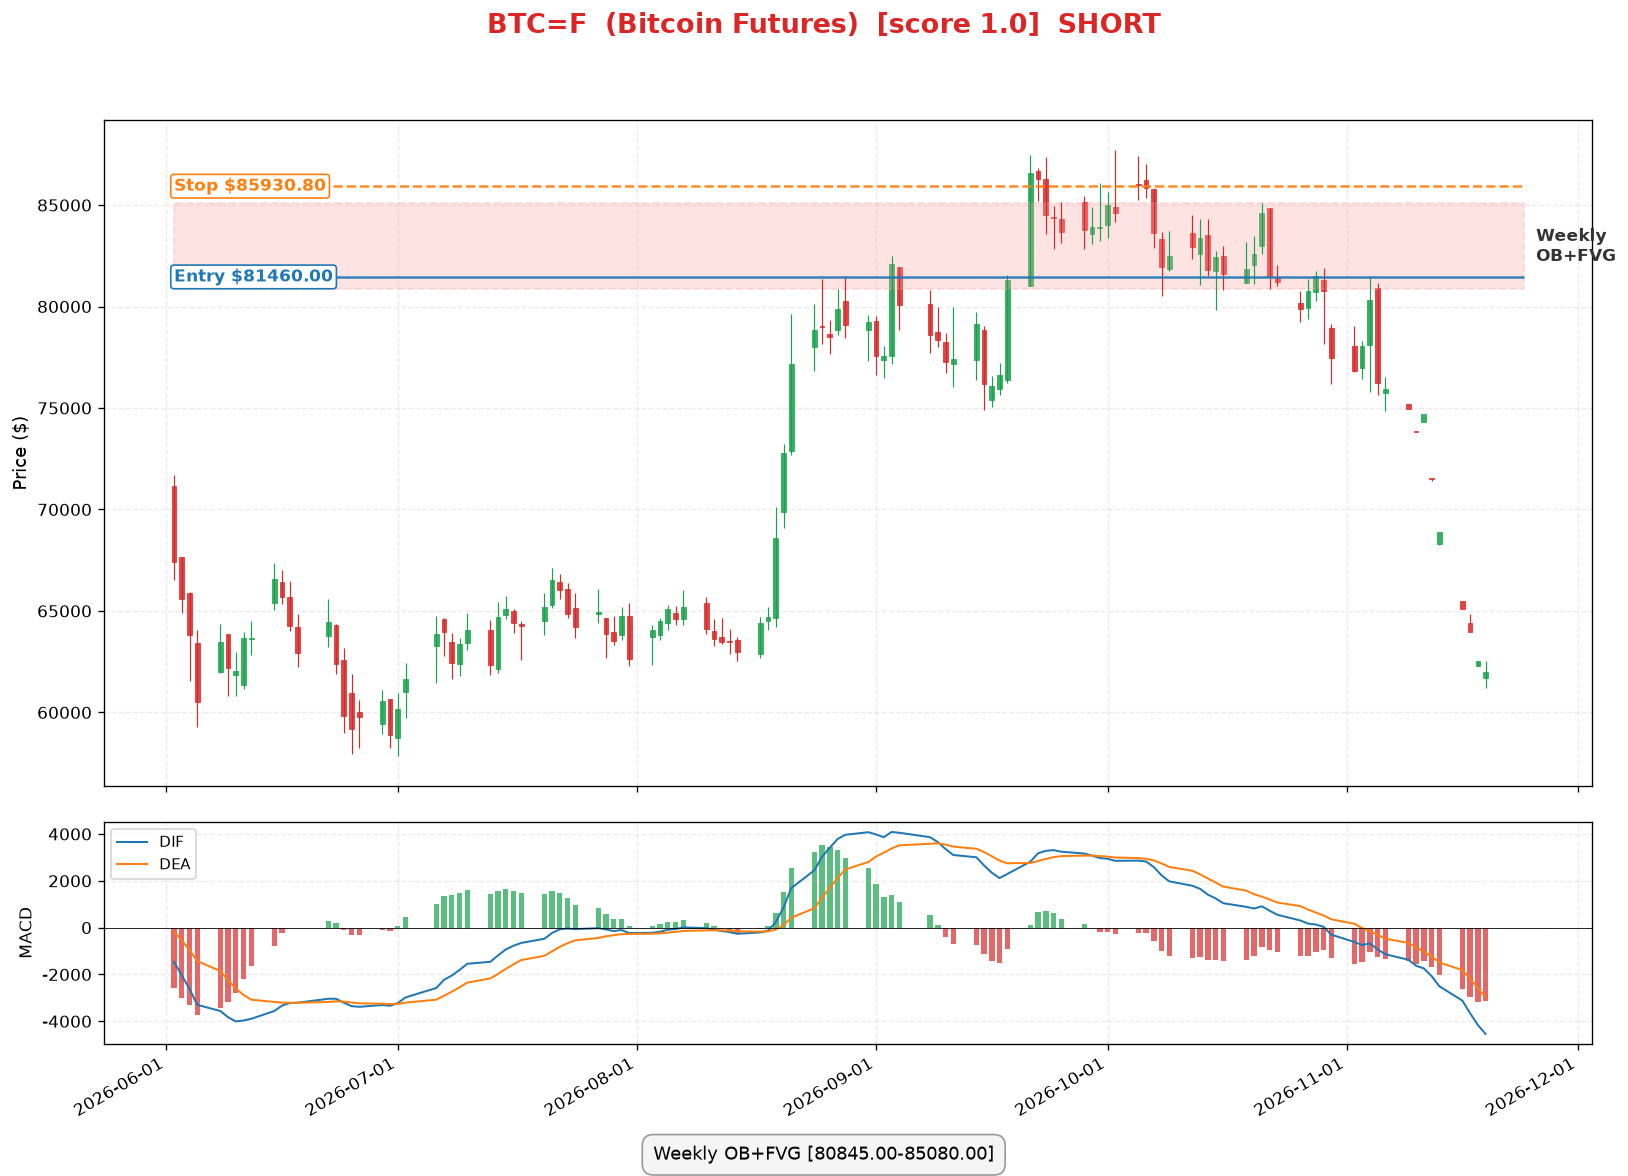 BTC=F  (Bitcoin Futures)  [score 1.0]  SHORT
Stop $85930.80
Entry $81460.00
Weekly
OB+FVG
Price ($)
85000
80000
75000
70000
65000
60000
MACD
4000
2000
0
-2000
-4000
DIF
DEA
2026-06-01
2026-07-01
2026-08-01
2026-09-01
2026-10-01
2026-11-01
2026-12-01
Weekly OB+FVG [80845.00-85080.00]